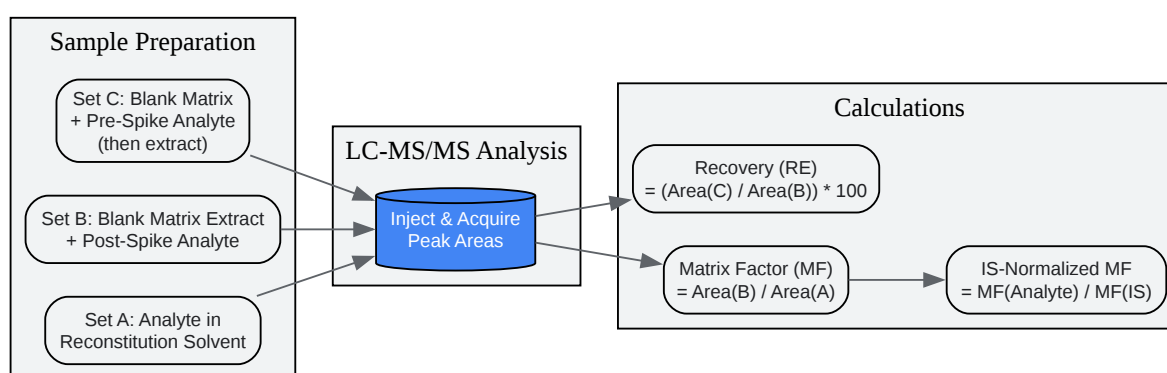 Sample Preparation
Set C: Blank Matrix
+ Pre-Spike Analyte
(then extract)
Set B: Blank Matrix Extract
+ Post-Spike Analyte
Set A: Analyte in
Reconstitution Solvent
LC-MS/MS Analysis
Inject & Acquire
Peak Areas
Calculations
Recovery (RE)
= (Area(C) / Area(B)) * 100
Matrix Factor (MF)
= Area(B) / Area(A)
IS-Normalized MF
= MF(Analyte) / MF(IS)